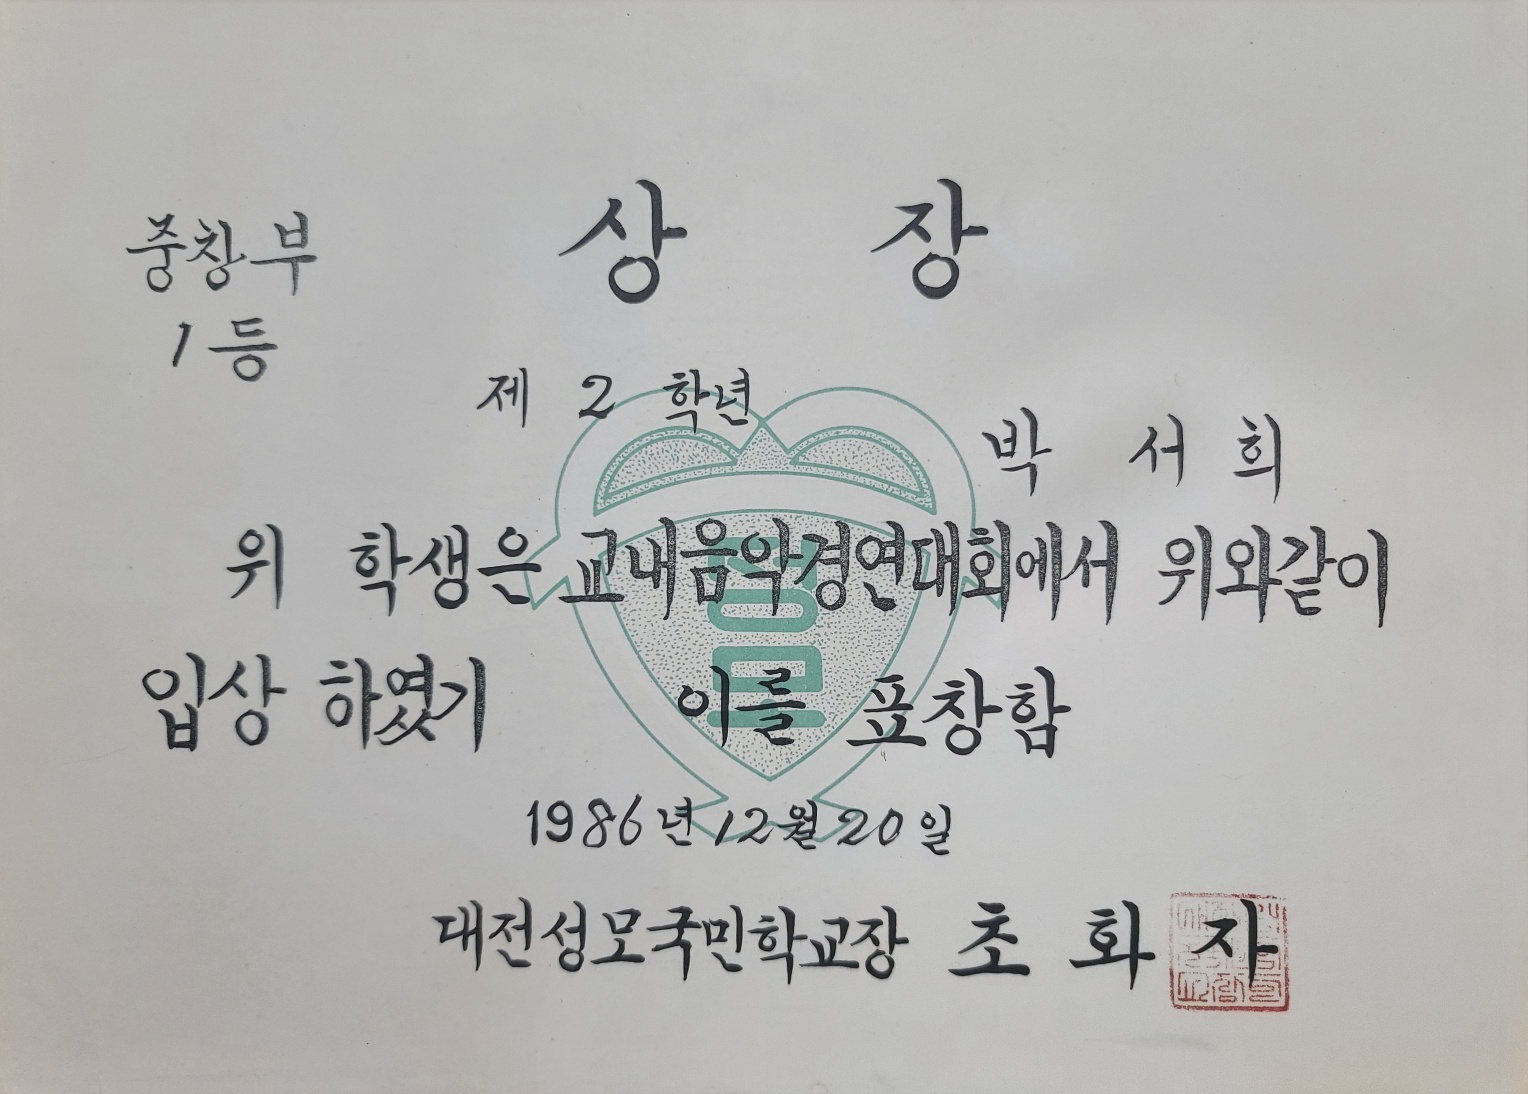 상 장
중창부
1등
제 2 학년
박 서 희
위 학생은 교내음악경연대회에서 위와같이
입상 하였기 이를 표창함
1986년 12월 20일
대전성모국민학교장 초 화 자
성모